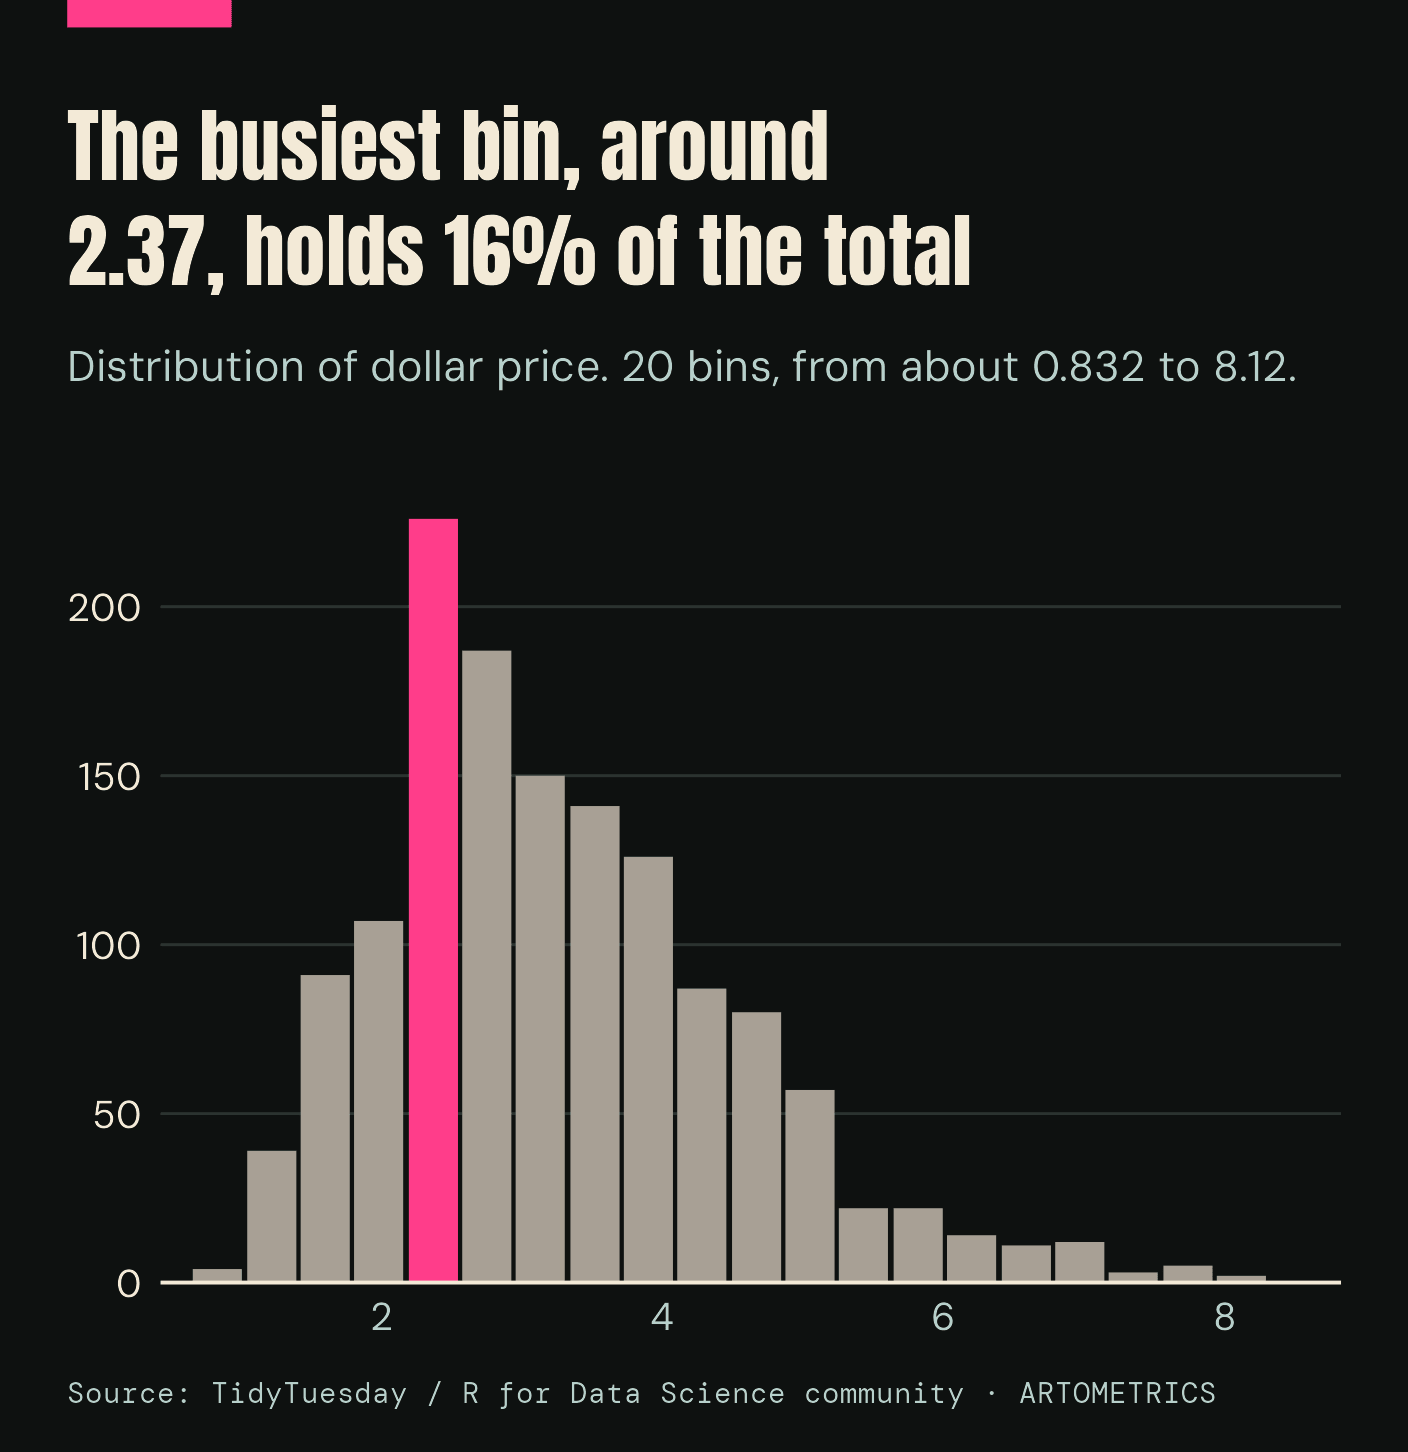 The busiest bin, around
2.37, holds 16% of the total
Distribution of dollar price. 20 bins, from about 0.832 to 8.12.
200
150
100
50
0
2 4 6 8
Source: TidyTuesday / R for Data Science community · ARTOMETRICS